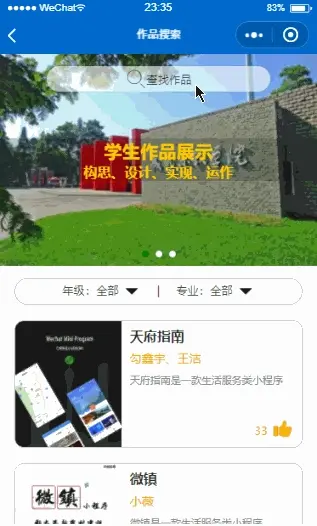 WeChat
23:35
83%
作品搜索
查找作品
学生作品展示
构思、设计、实现、运作
年级：全部
专业：全部
Wechat Mini Program
天府指南
勾鑫宇、王洁
天府指南是一款生活服务类小程序
33
微镇
小程序
微镇
小薇
微镇是一款生活服务类小程序